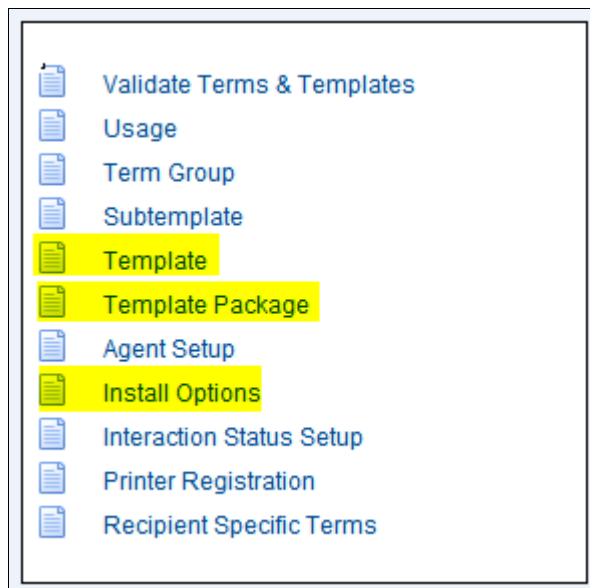 Validate Terms & Templates
Usage
Term Group
Subtemplate
Template
Template Package
Agent Setup
Install Options
Interaction Status Setup
Printer Registration
Recipient Specific Terms